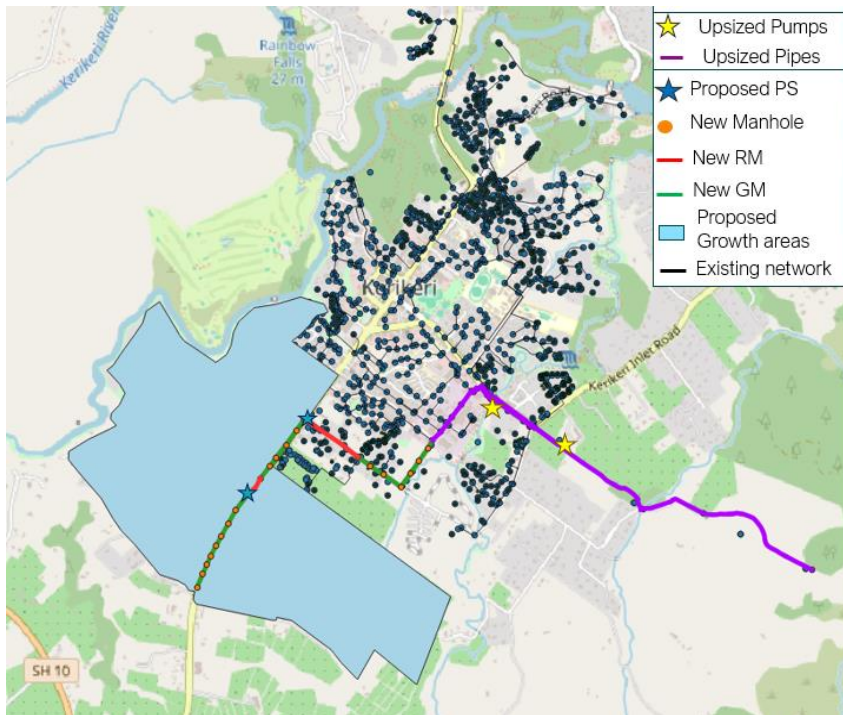 Kerikeri River
Rainbow
Falls
27 m
Kerikeri
Kerikeri Inlet Road
SH 10
Road
Upsized Pumps
Upsized Pipes
Proposed PS
New Manhole
New RM
New GM
Proposed
Growth areas
Existing network